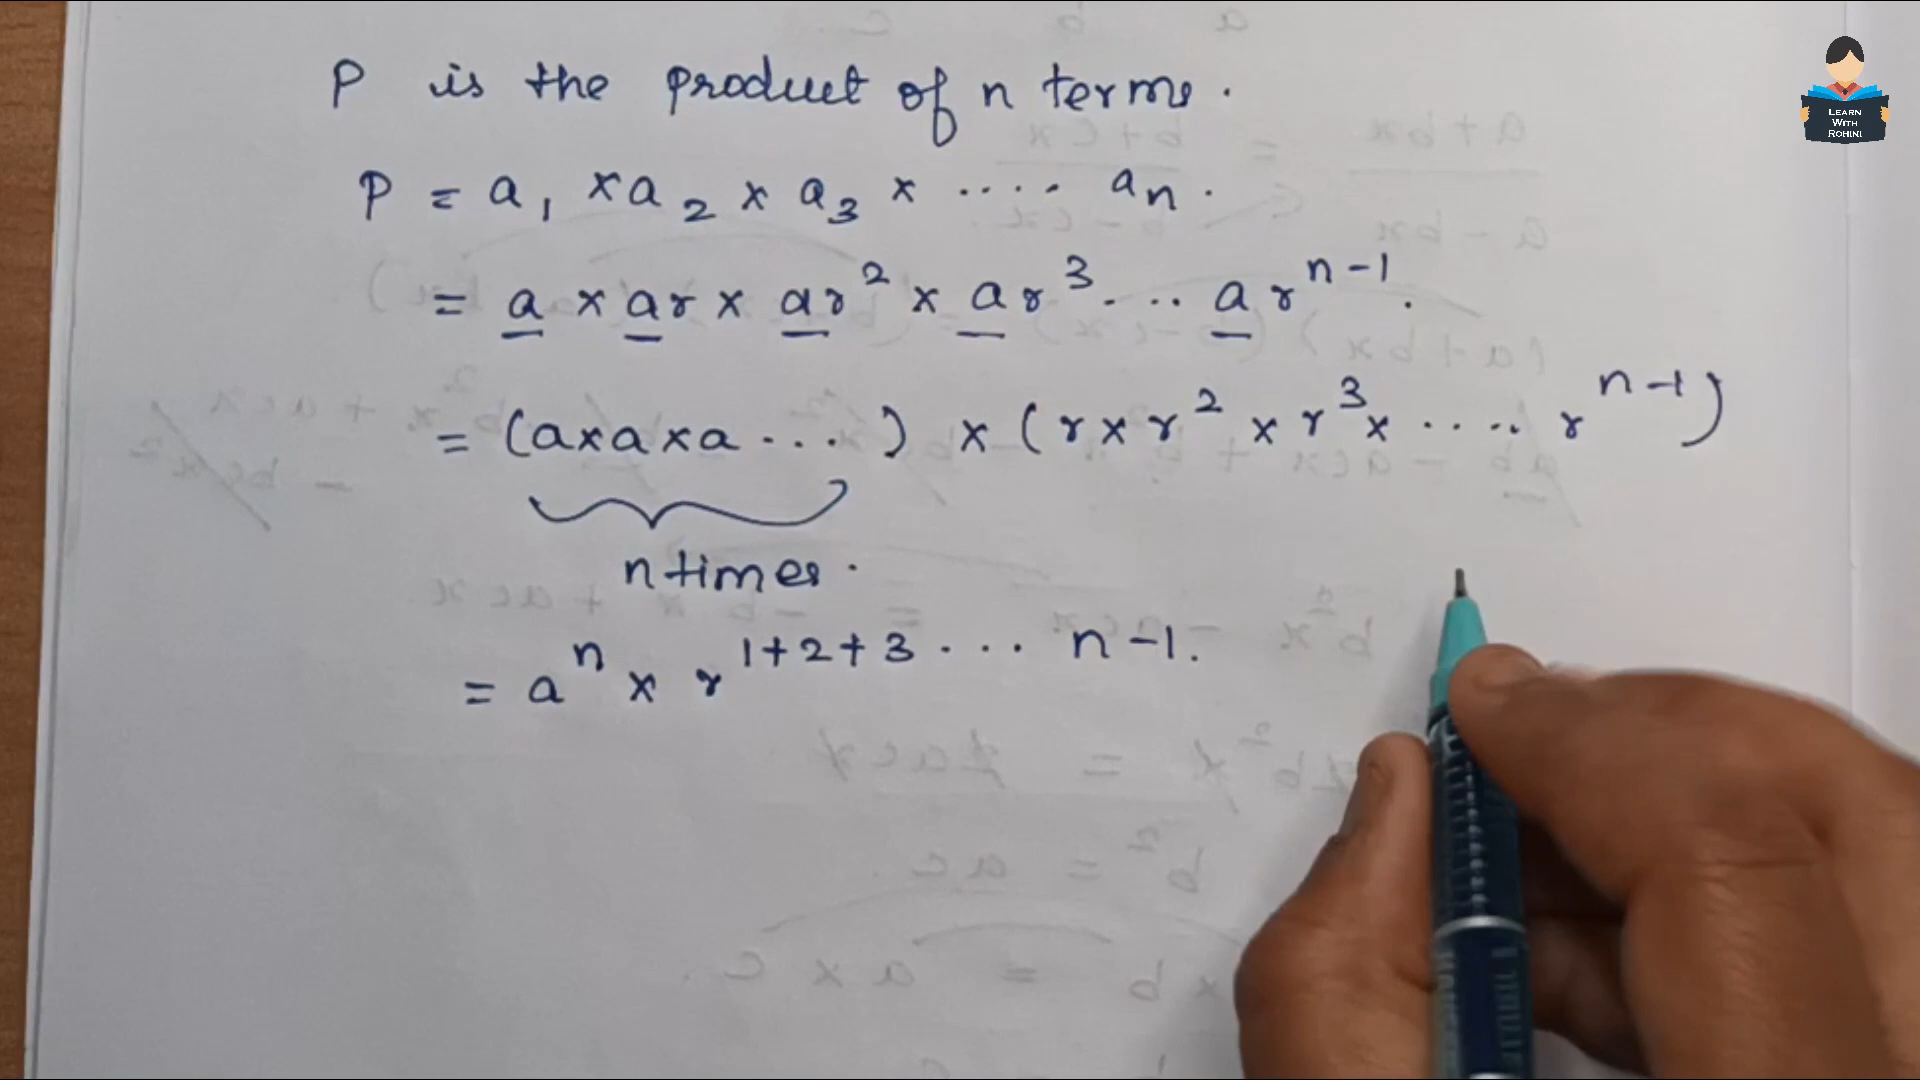 P is the product of n terms.
P = a₁ × a₂ × a₃ × .... aₙ.
= a × ar × ar² × ar³ ... arⁿ⁻¹.
= (a×a×a ... ) × (r × r² × r³ × .... rⁿ⁻¹)
n times.
= aⁿ × r¹⁺²⁺³ ··· ⁿ⁻¹.
LEARN
WITH
ROHINI